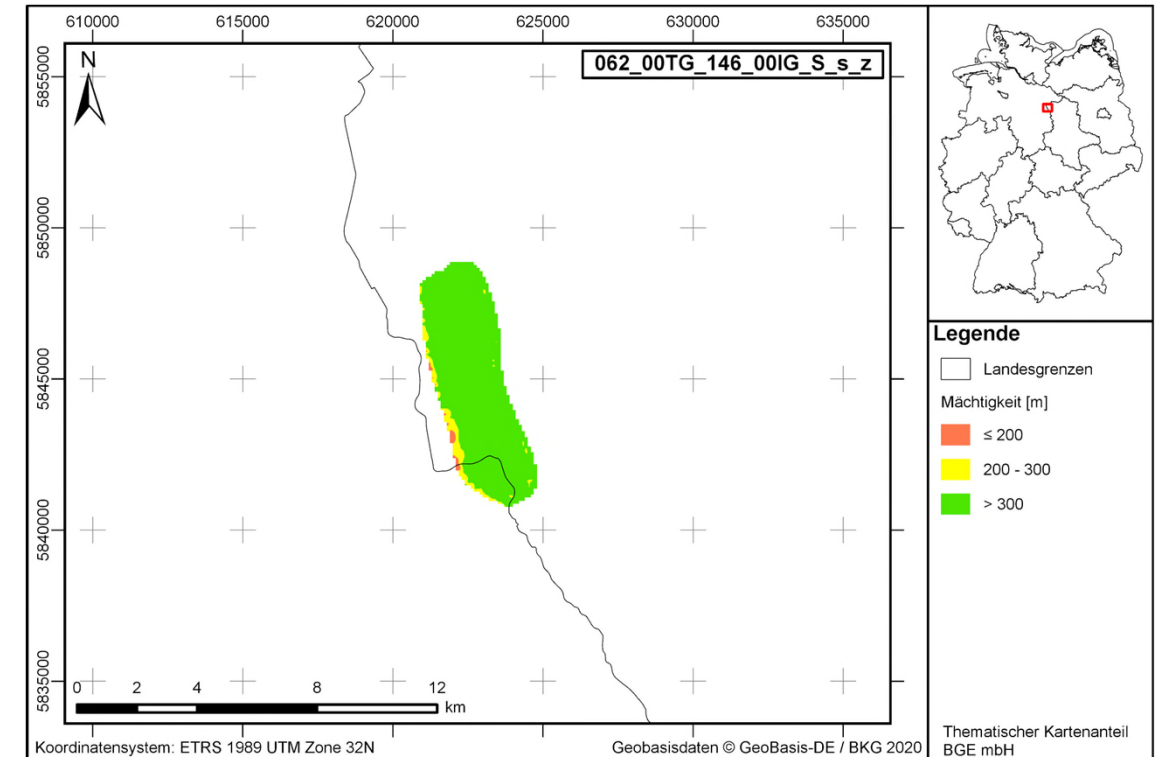 610000 615000 620000 625000 630000 635000
062_00TG_146_00IG_S_s_z
N
5855000
5850000
5845000
5840000
5835000
0 2 4 8 12
km
Koordinatensystem: ETRS 1989 UTM Zone 32N
Geobasisdaten © GeoBasis-DE / BKG 2020
Legende
Landesgrenzen
Mächtigkeit [m]
≤ 200
200 - 300
> 300
Thematischer Kartenanteil
BGE mbH